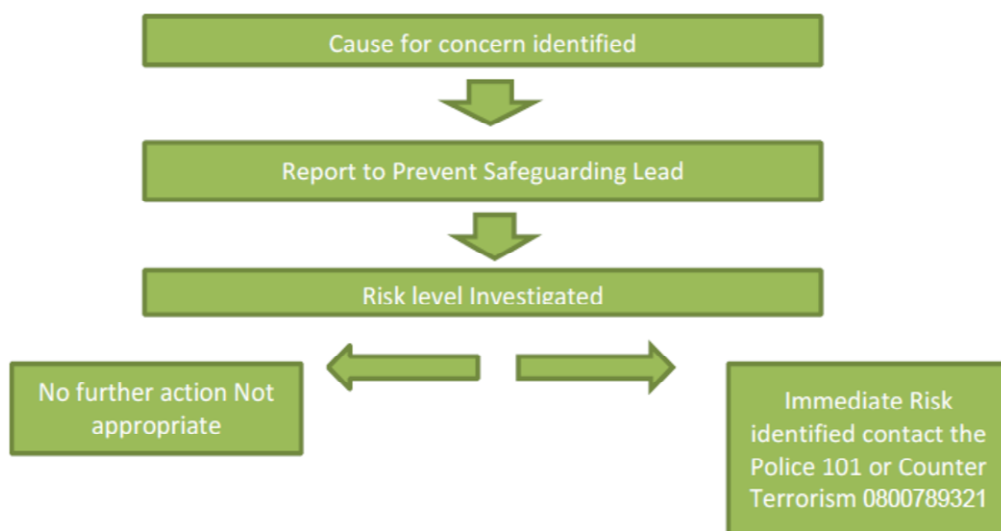 Cause for concern identified
Report to Prevent Safeguarding Lead
Risk level Investigated
No further action Not
appropriate
Immediate Risk
identified contact the
Police 101 or Counter
Terrorism 0800789321